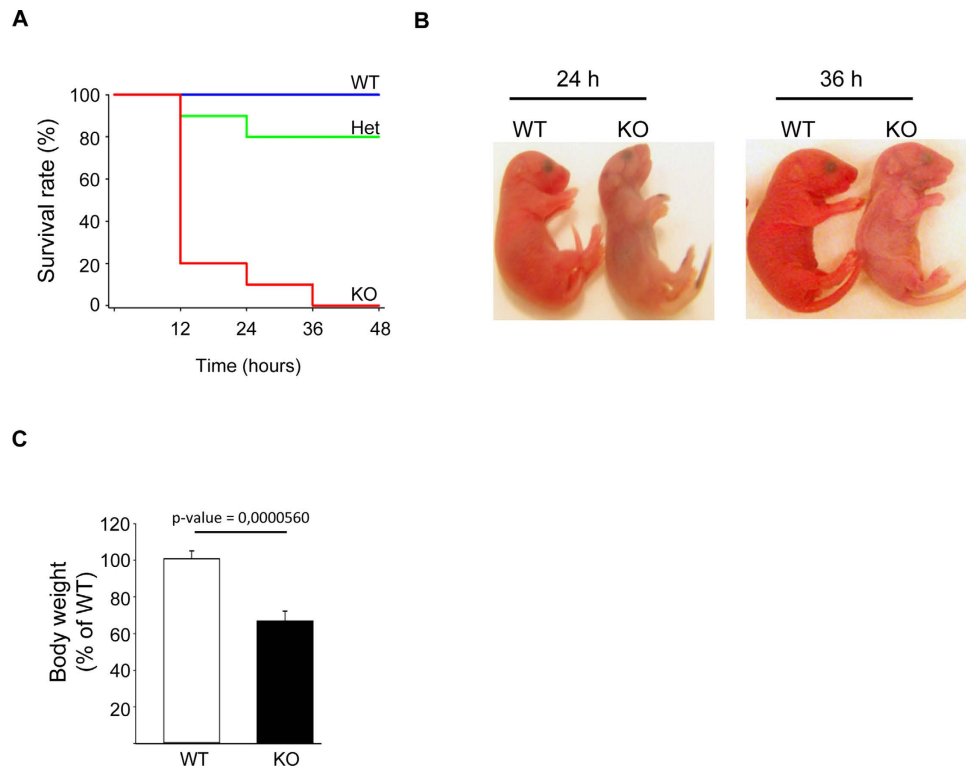 A
Survival rate (%)
100
80
60
40
20
0
WT
Het
KO
12 24 36 48
Time (hours)
B
24 h
WT KO
36 h
WT KO
C
p-value = 0,0000560
Body weight
(% of WT)
120
100
80
60
40
20
WT KO